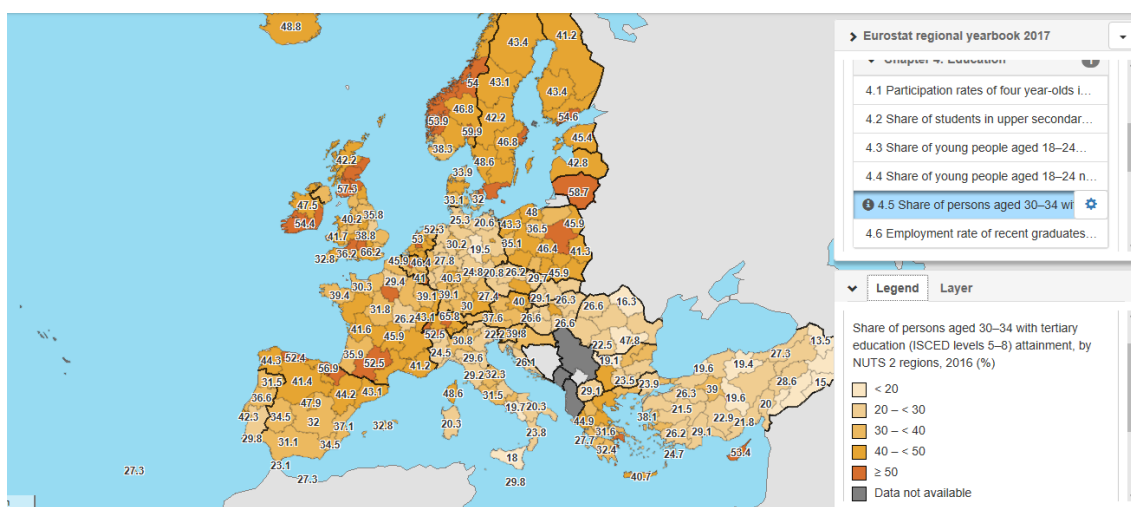 Eurostat regional yearbook 2017
Chapter 4: Education
4.1 Participation rates of four year-olds i...
4.2 Share of students in upper secondar...
4.3 Share of young people aged 18–24...
4.4 Share of young people aged 18–24 n...
4.5 Share of persons aged 30–34 wit
4.6 Employment rate of recent graduates...
Legend Layer
Share of persons aged 30–34 with tertiary
education (ISCED levels 5–8) attainment, by
NUTS 2 regions, 2016 (%)
< 20
20 – < 30
30 – < 40
40 – < 50
≥ 50
Data not available
48.8
43.4 41.2
54 43.1
43.4
46.8
53.9 42.2 54.6
59.9
38.3 46.8 45.4
42.2 33.9 48.6 42.8
57.3
33.1 32 58.7
47.5
54.4
40.2 35.8
41.7 38.8
32.8 36.2 66.2
52.3
53
25.3 20.6 43.3 48
36.5 45.9
30.2 19.5 35.1 46.4 41.3
45.9 46.4 27.8
41 40.3 24.8 20.8 26.2 29.7 45.9
29.4
30.3
39.4 39.1 39.1 27.4 40 29.1 26.3
31.8 30
26.2 43.1 65.8 37.6 26.6 26.6 16.3
41.6 45.9 52.5 30.8 22.2 39.8 26.6
35.9 24.5 29.6 26.1 22.5 47.8
44.3 52.4 52.5 41.2 19.1
56.9 29.2 32.3
31.5 41.4 43.1 31.5 29.1 23.5 23.9
36.6 44.2 48.6
47.9 19.7 20.3
42.3 34.5 32 37.1 32.8 20.3 23.8 44.9
29.8 31.1 34.5 27.7 31.6
32.4
23.1 18
27.3 27.3 29.8 40.7
13.5
27.3
19.6 19.4
26.3 39 28.6 15
21.5 19.6
38.1 20
26.2 29.1 22.9 21.8
24.7 53.4